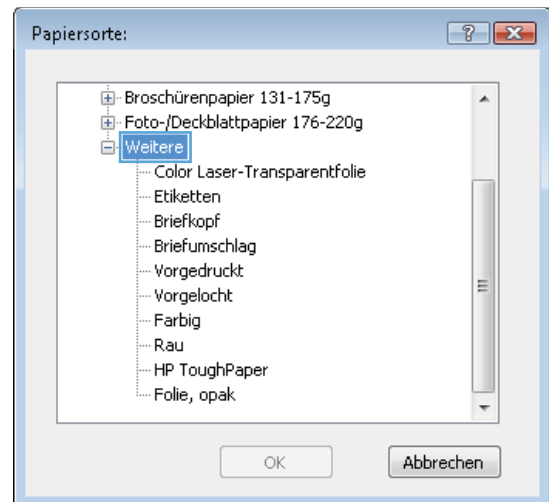 Papiersorte:
Broschürenpapier 131-175g
Foto-/Deckblattpapier 176-220g
Weitere
Color Laser-Transparentfolie
Etiketten
Briefkopf
Briefumschlag
Vorgedruckt
Vorgelocht
Farbig
Rau
HP ToughPaper
Folie, opak
OK Abbrechen